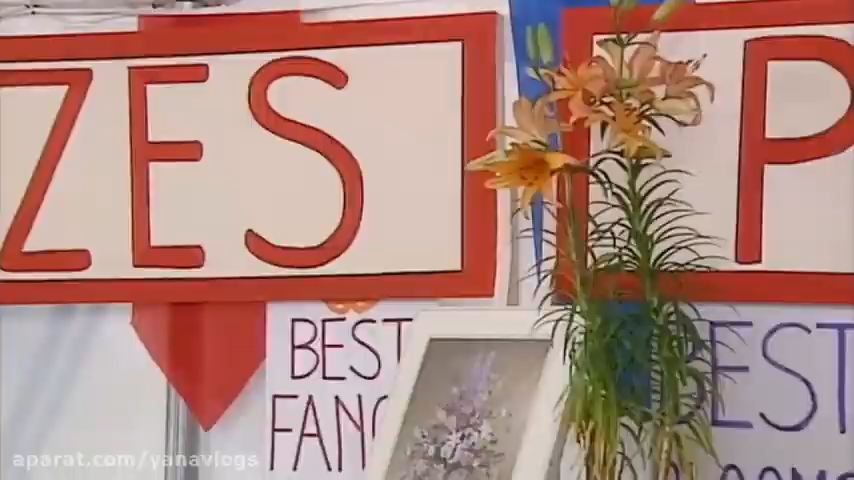 ZES
P
BEST
BEST
FANC
aparat.com/yanavlogs